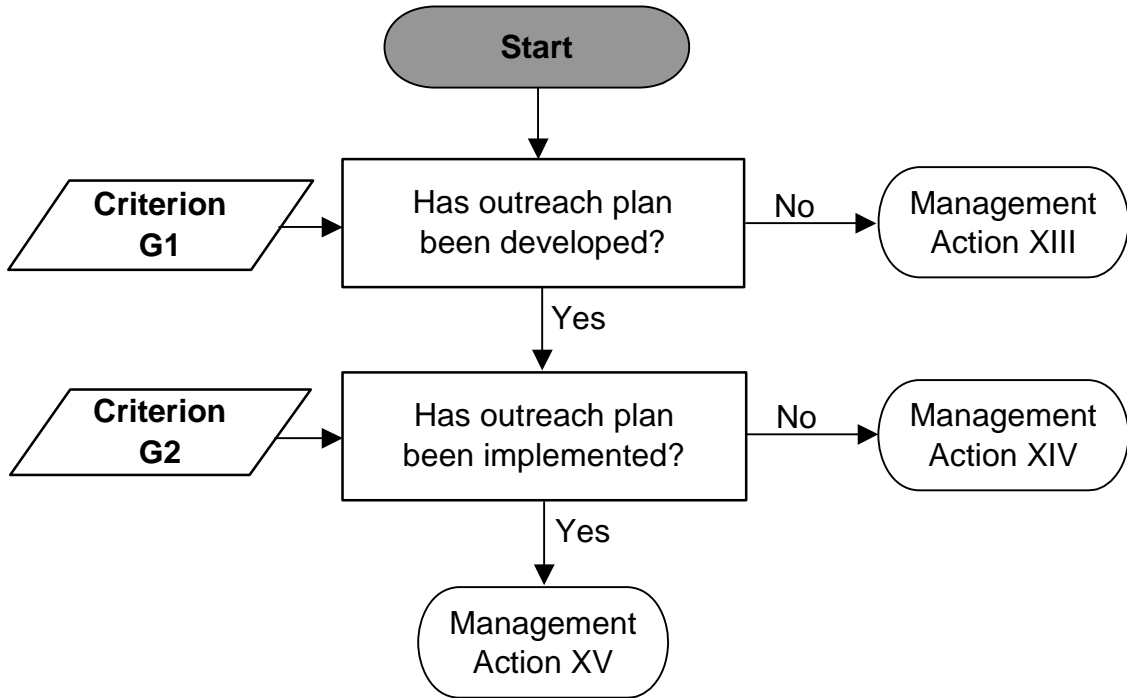 Start
Criterion
G1
Has outreach plan
been developed?
No
Management
Action XIII
Yes
Criterion
G2
Has outreach plan
been implemented?
No
Management
Action XIV
Yes
Management
Action XV